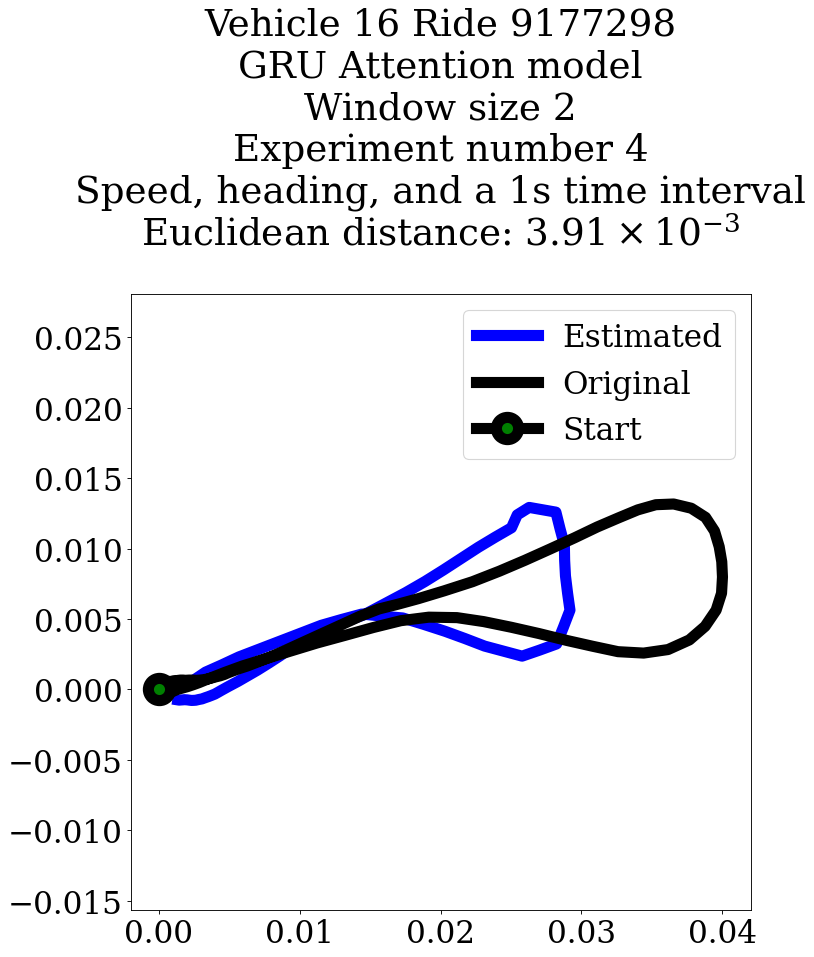 Vehicle 16 Ride 9177298
GRU Attention model
Window size 2
Experiment number 4
Speed, heading, and a 1s time interval
Euclidean distance: 3.91 × 10⁻³
Estimated
Original
Start
0.025
0.020
0.015
0.010
0.005
0.000
−0.005
−0.010
−0.015
0.00 0.01 0.02 0.03 0.04